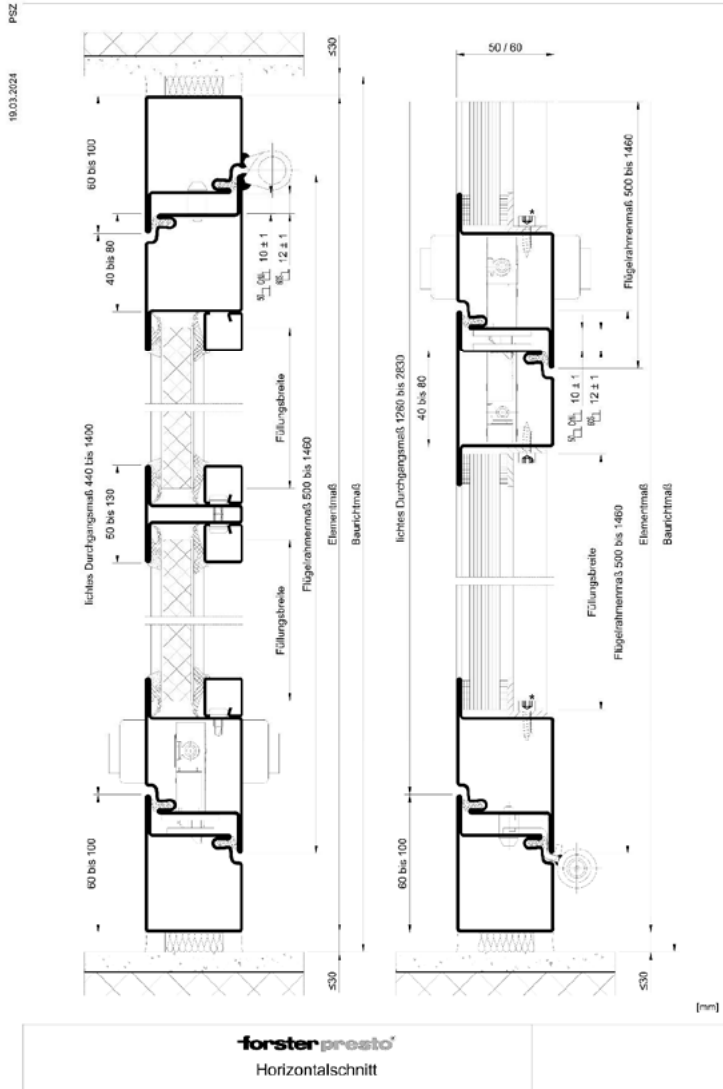 PSZ
19.03.2024
≤30
60 bis 100
40 bis 80
10 ± 1
12 ± 1
lichtes Durchgangsmaß 440 bis 1400
Füllungsbreite
50 bis 130
Flügelrahmenmaß 500 bis 1460
Elementmaß
Baurichtmaß
Füllungsbreite
60 bis 100
≤30
50 / 60
Flügelrahmenmaß 500 bis 1460
lichtes Durchgangsmaß 1260 bis 2830
40 bis 80
10 ± 1
12 ± 1
Elementmaß
Baurichtmaß
Füllungsbreite
Flügelrahmenmaß 500 bis 1460
60 bis 100
≤30
[mm]
forster presto
Horizontalschnitt